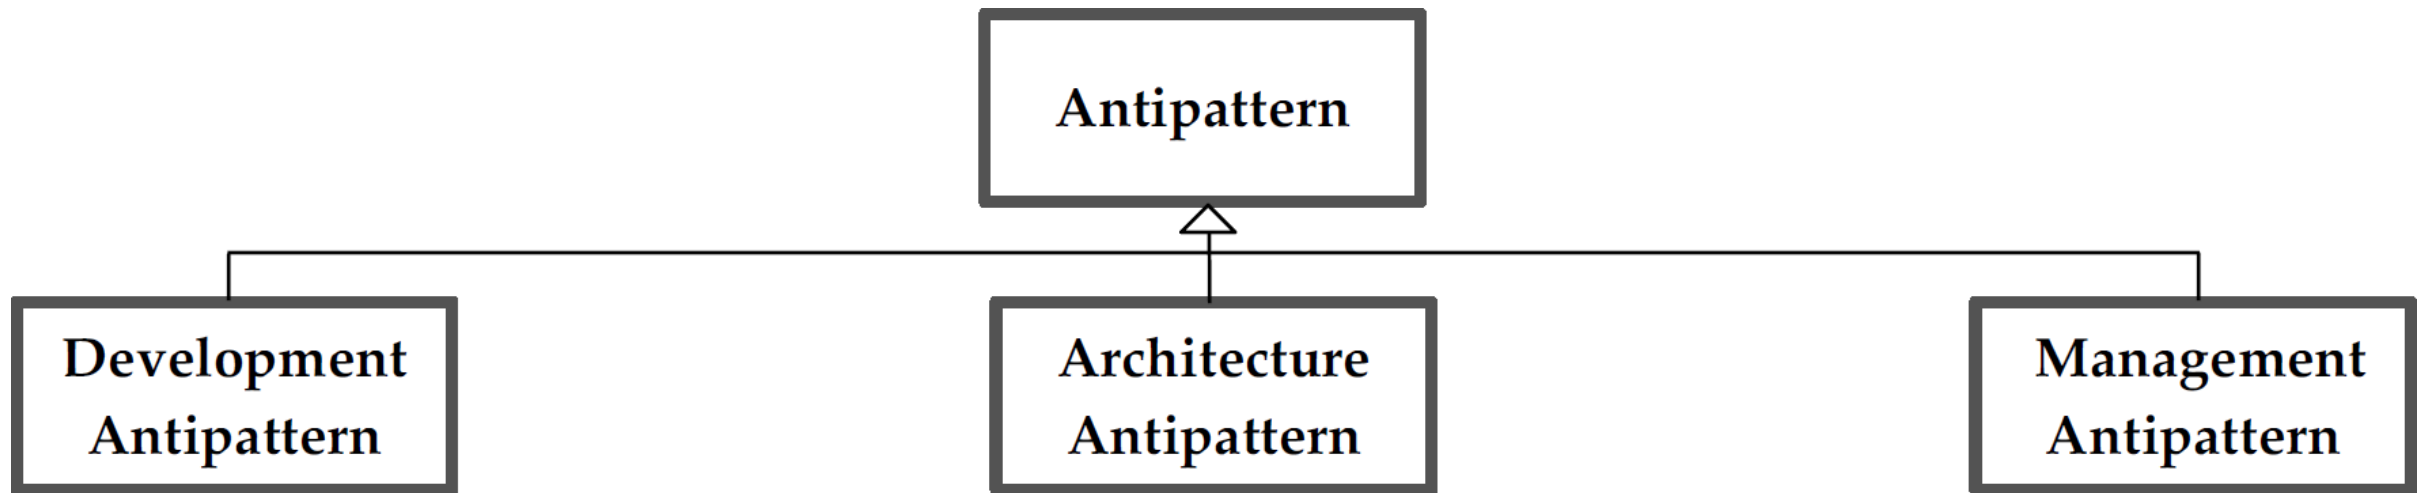 Antipattern
Development
Antipattern
Architecture
Antipattern
Management
Antipattern